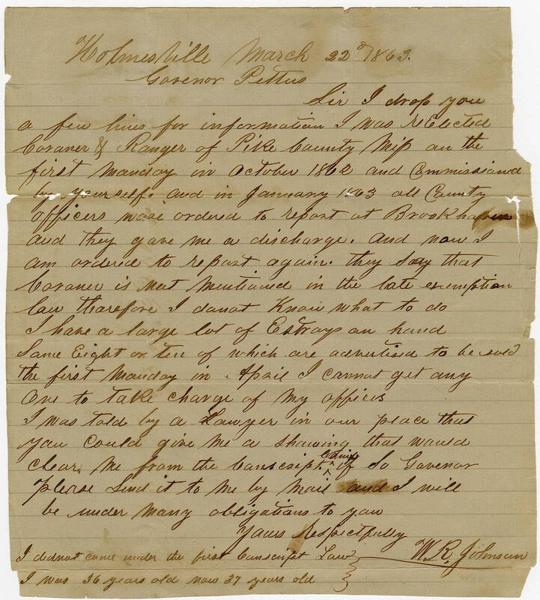 Holmesville March 22d 1863.
Govenor Pettus
Sir I drop you
a few lines for information I was ReElected
Coraner & Ranger of Pike County Miss on the
first Monday in October 1862 and Commissiond
by yourself. and in January 1863 all County
officers were ordered to report at Brookhaven
and they gave me a discharge. And now I
am ordered to report again. they say that
Coraner is not Mentioned in the late exemption
law therefore I donot Know what to do
I have a large lot of Estrays on hand
Some Eight or ten of which are advertised to be sold
the first Monday in April I cannot get any
one to take charge of my offices
I was told by a Lawyer in our place that
you could give me a showing that would
clear me from the Conscript If So Govenor
please send it to me by mail and I will
be under many obligations to you
Yours Respectfully
W. R. Johnson
I didnot come under the first Conscript Law
I was 36 years old now 37 years old